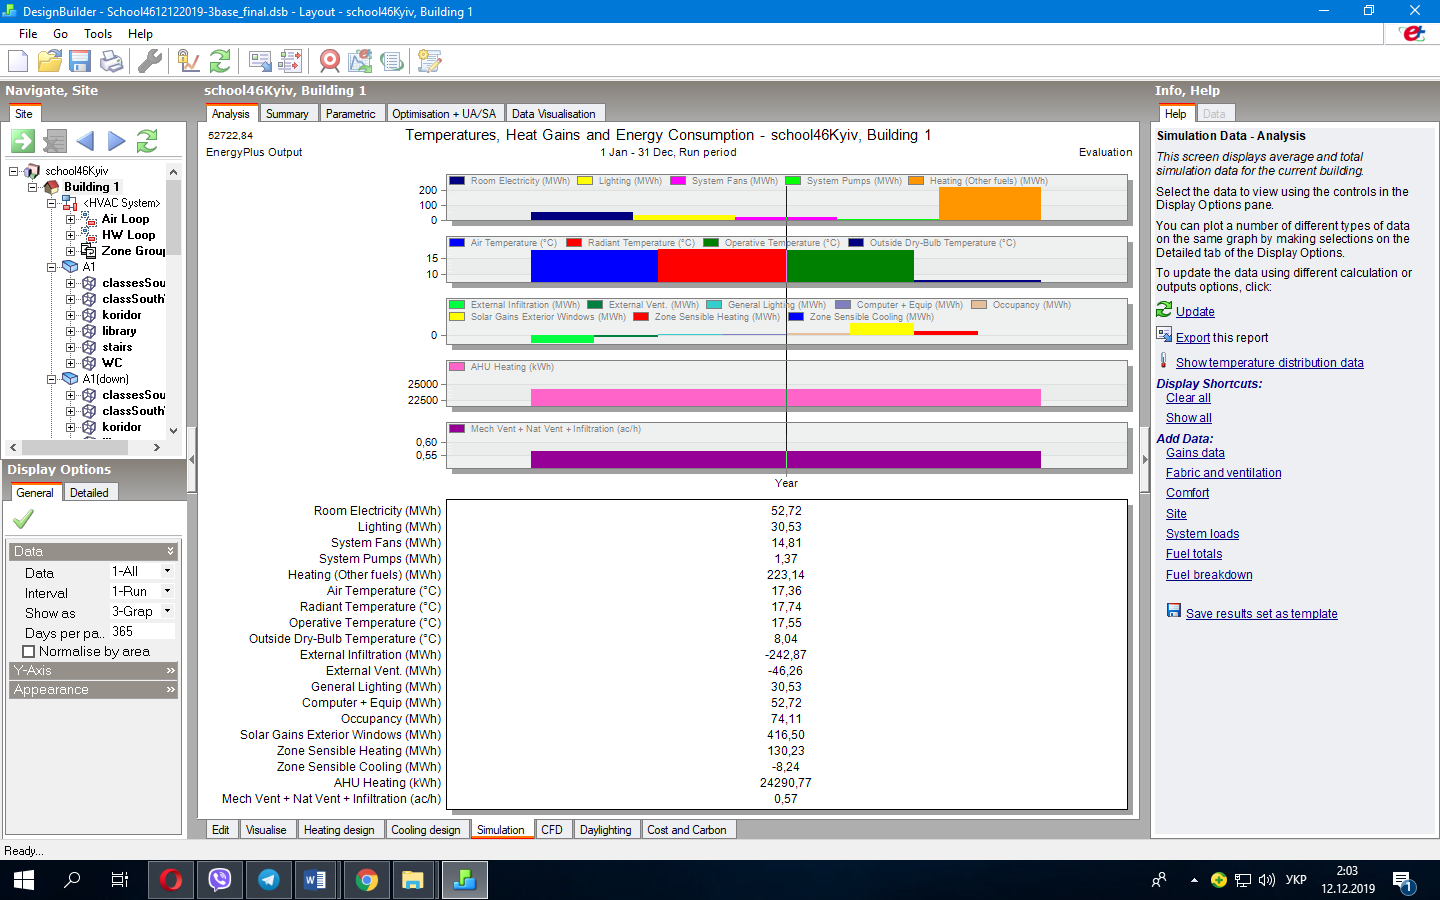 DesignBuilder - School4612122019-3base_final.dsb - Layout - school46Kyiv, Building 1
File Go Tools Help
Navigate, Site
Site
school46Kyiv
Building 1
<HVAC System>
Air Loop
HW Loop
Zone Grou
A1
classesSou
classSouth
koridor
library
stairs
WC
A1(down)
classesSou
classSouth
koridor
Display Options
General Detailed
Data
Data 1-All
Interval 1-Run
Show as 3-Grap
Days per pa.. 365
Normalise by area
Y-Axis
Appearance
school46Kyiv, Building 1
Analysis Summary Parametric Optimisation + UA/SA Data Visualisation
52722,84
Temperatures, Heat Gains and Energy Consumption - school46Kyiv, Building 1
EnergyPlus Output 1 Jan - 31 Dec, Run period Evaluation
Room Electricity (MWh) Lighting (MWh) System Fans (MWh) System Pumps (MWh) Heating (Other fuels) (MWh)
200
100
0
Air Temperature (°C) Radiant Temperature (°C) Operative Temperature (°C) Outside Dry-Bulb Temperature (°C)
15
10
External Infiltration (MWh) External Vent. (MWh) General Lighting (MWh) Computer + Equip (MWh) Occupancy (MWh)
Solar Gains Exterior Windows (MWh) Zone Sensible Heating (MWh) Zone Sensible Cooling (MWh)
0
AHU Heating (kWh)
25000
22500
Mech Vent + Nat Vent + Infiltration (ac/h)
0,60
0,55
Year
Room Electricity (MWh) 52,72
Lighting (MWh) 30,53
System Fans (MWh) 14,81
System Pumps (MWh) 1,37
Heating (Other fuels) (MWh) 223,14
Air Temperature (°C) 17,36
Radiant Temperature (°C) 17,74
Operative Temperature (°C) 17,55
Outside Dry-Bulb Temperature (°C) 8,04
External Infiltration (MWh) -242,87
External Vent. (MWh) -46,26
General Lighting (MWh) 30,53
Computer + Equip (MWh) 52,72
Occupancy (MWh) 74,11
Solar Gains Exterior Windows (MWh) 416,50
Zone Sensible Heating (MWh) 130,23
Zone Sensible Cooling (MWh) -8,24
AHU Heating (kWh) 24290,77
Mech Vent + Nat Vent + Infiltration (ac/h) 0,57
Edit Visualise Heating design Cooling design Simulation CFD Daylighting Cost and Carbon
Info, Help
Help Data
Simulation Data - Analysis
This screen displays average and total
simulation data for the current building.
Select the data to view using the controls in the
Display Options pane.
You can plot a number of different types of data
on the same graph by making selections on the
Detailed tab of the Display Options.
To update the data using different calculation or
outputs options, click:
Update
Export this report
Show temperature distribution data
Display Shortcuts:
Clear all
Show all
Add Data:
Gains data
Fabric and ventilation
Comfort
Site
System loads
Fuel totals
Fuel breakdown
Save results set as template
Ready...
УКР
2:03
12.12.2019
1